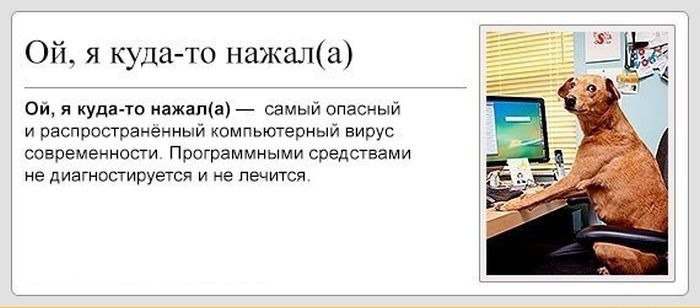 Ой, я куда-то нажал(а)
Ой, я куда-то нажал(а) — самый опасный
и распространённый компьютерный вирус
современности. Программными средствами
не диагностируется и не лечится.